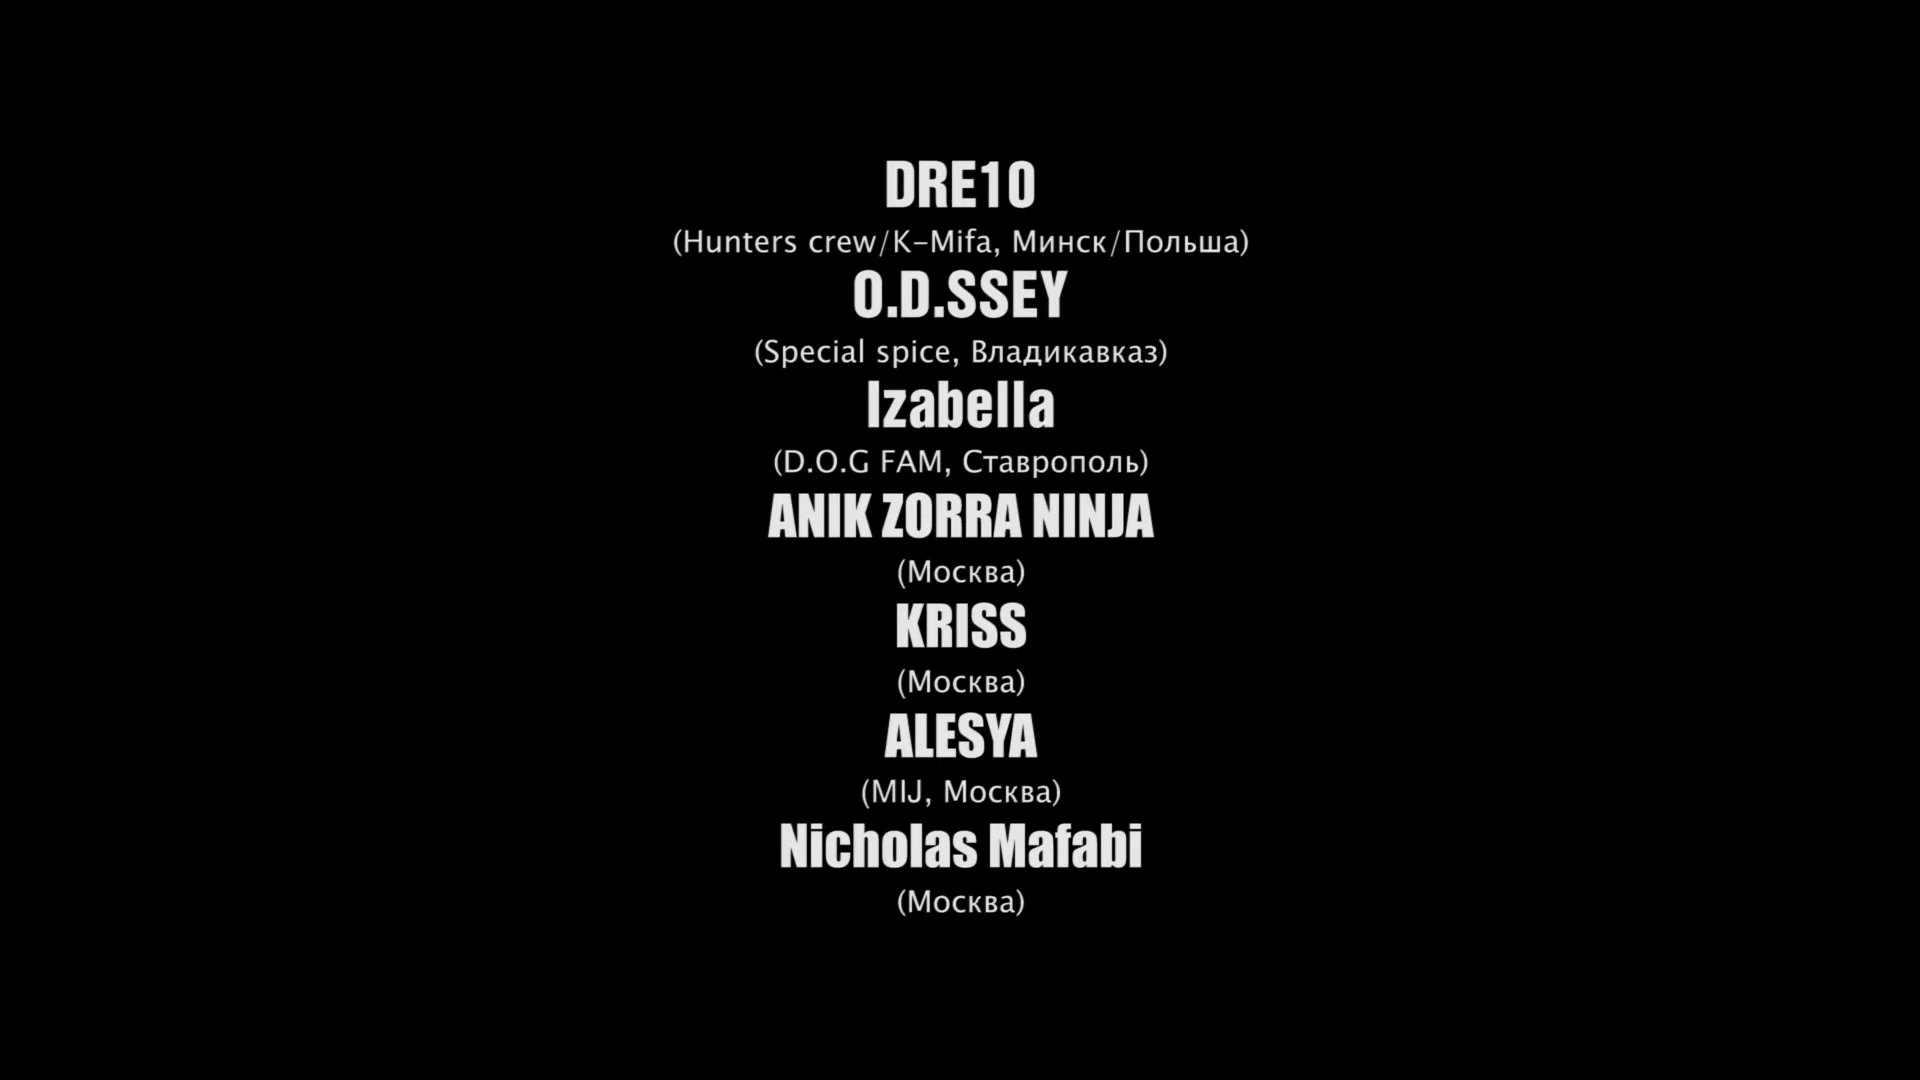 DRE10
(Hunters crew/K-Mifa, Минск/Польша)
O.D.SSEY
(Special spice, Владикавказ)
Izabella
(D.O.G FAM, Ставрополь)
ANIK ZORRA NINJA
(Москва)
KRISS
(Москва)
ALESYA
(MIJ, Москва)
Nicholas Mafabi
(Москва)